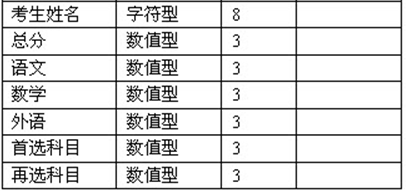 考生姓名 字符型 8
总分 数值型 3
语文 数值型 3
数学 数值型 3
外语 数值型 3
首选科目 数值型 3
再选科目 数值型 3